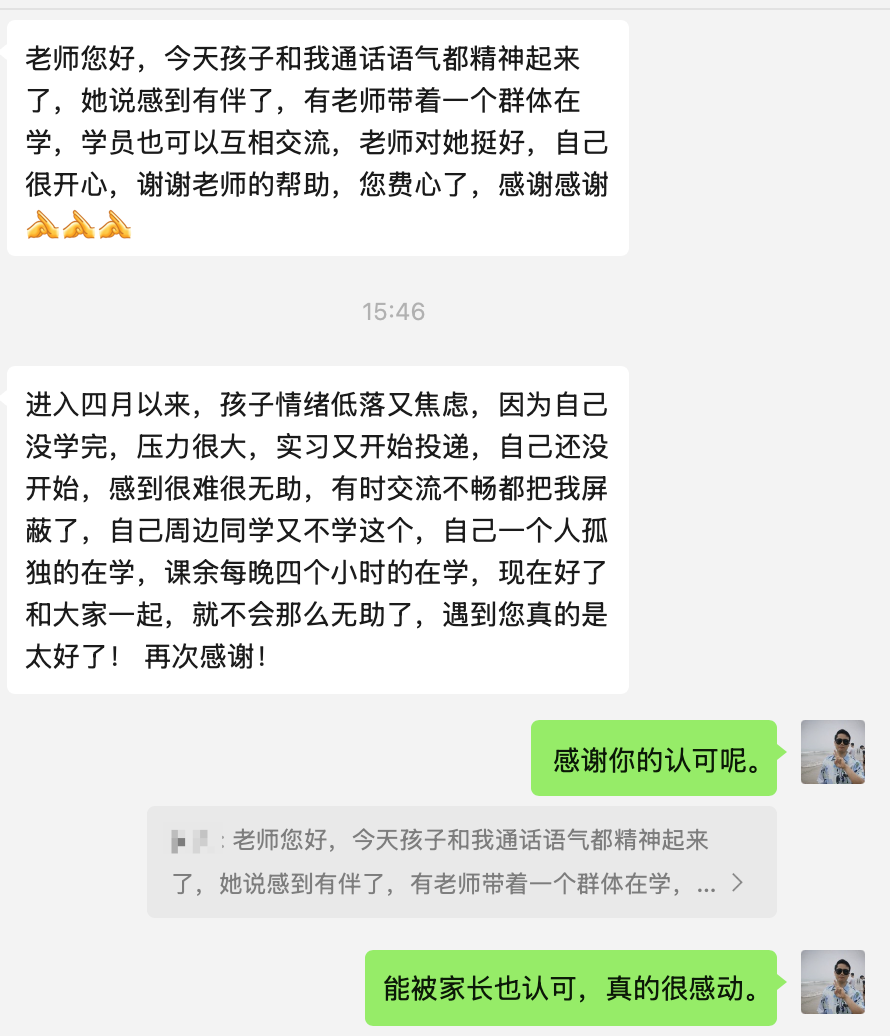 老师您好，今天孩子和我通话语气都精神起来
了，她说感到有伴了，有老师带着一个群体在
学，学员也可以互相交流，老师对她挺好，自己
很开心，谢谢老师的帮助，您费心了，感谢感谢
🫱🫱🫱
15:46
进入四月以来，孩子情绪低落又焦虑，因为自己
没学完，压力很大，实习又开始投递，自己还没
开始，感到很难很无助，有时交流不畅都把我屏
蔽了，自己周边同学又不学这个，自己一个人孤
独的在学，课余每晚四个小时的在学，现在好了
和大家一起，就不会那么无助了，遇到您真的是
太好了！ 再次感谢！
感谢你的认可呢。
: 老师您好，今天孩子和我通话语气都精神起来
了，她说感到有伴了，有老师带着一个群体在学，...
能被家长也认可，真的很感动。